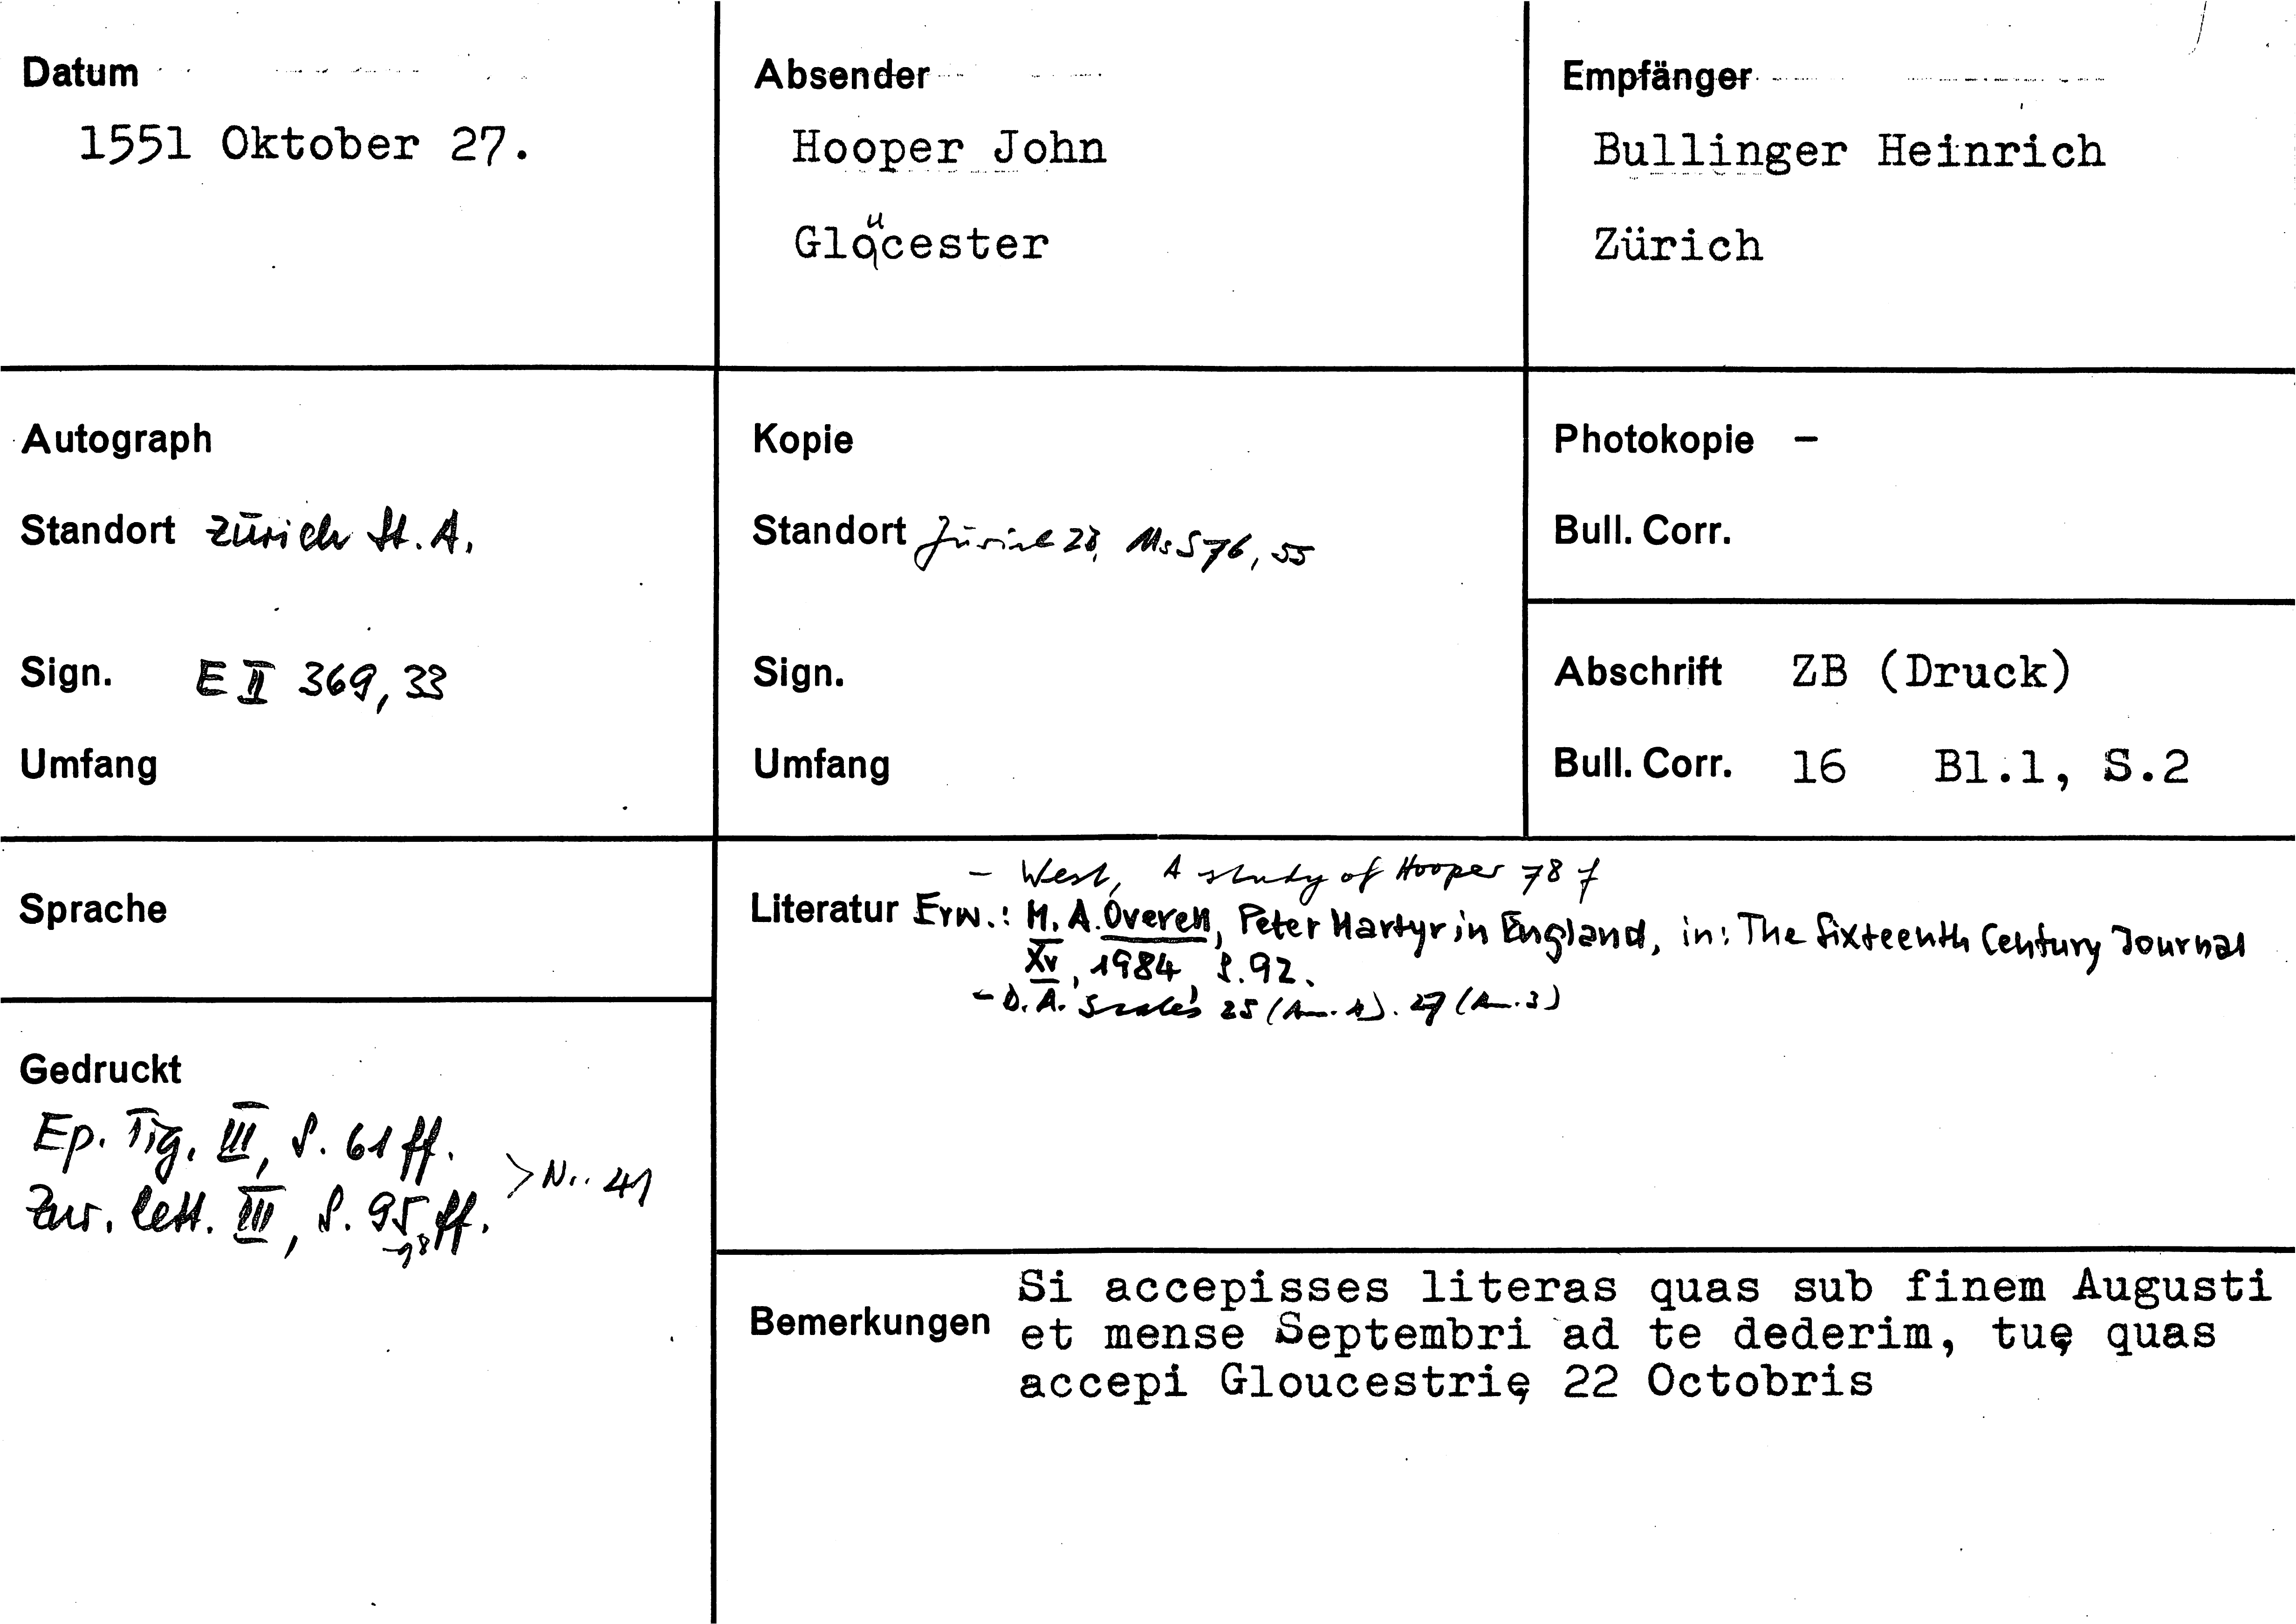 Datum
1551 Oktober 27.
Absender
Hooper John
Gloucester
Empfänger
Bullinger Heinrich
Zürich
Autograph
Standort Zürich St. A.
Sign. E II 369, 33
Umfang
Kopie
Standort Zürich ZB, Ms S 76, 55
Sign.
Umfang
Photokopie -
Bull. Corr.
Abschrift ZB (Druck)
Bull. Corr. 16 Bl.1, S.2
Sprache
Gedruckt
Ep. Tig. III, S. 61 ff.
> Nr. 41
Zur. lett. III, S. 95 ff.
-98
- West, A study of Hooper 78 f
Literatur Erw.: M. A. Overell, Peter Martyr in England, in: The Sixteenth Century Journal
XV, 1984, S. 92.
- D. A. Scales 25 (Anm. 4). 27 (Anm. 3)
Bemerkungen
Si accepisses literas quas sub finem Augusti
et mense Septembri ad te dederim, tuę quas
accepi Gloucestrię 22 Octobris